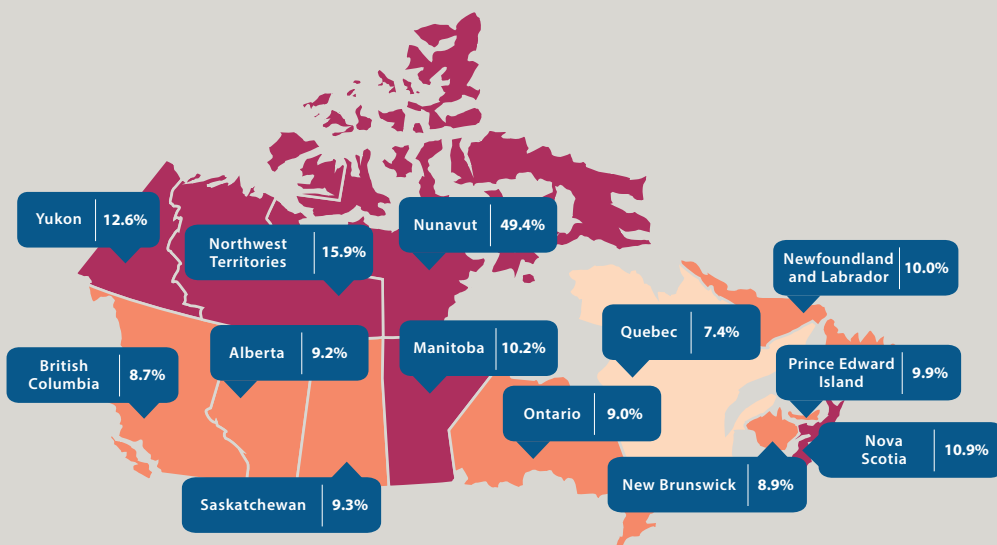 Yukon 12.6%
Northwest
Territories 15.9%
Nunavut 49.4%
Newfoundland
and Labrador 10.0%
British
Columbia 8.7%
Alberta 9.2%
Manitoba 10.2%
Quebec 7.4%
Prince Edward
Island 9.9%
Ontario 9.0%
Nova
Scotia 10.9%
Saskatchewan 9.3%
New Brunswick 8.9%